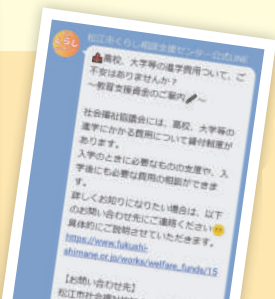 くらし
松江市くらし相談支援センター公式LINE
高校、大学等の進学費用ついて、ご
不安はありませんか？
～教育支援資金のご案内～
社会福祉協議会には、高校、大学等の
進学にかかる費用について貸付制度が
あります。
入学のときに必要なものの支度や、入
学後にも必要な費用の相談ができま
す。
詳しくお知りになりたい場合は、以下
のお問い合わせ先にご連絡ください
具体的にご説明させていただきます。
https://www.fukushi-
shimane.or.jp/works/welfare_funds/15
【お問い合わせ先】
松江市社会福祉